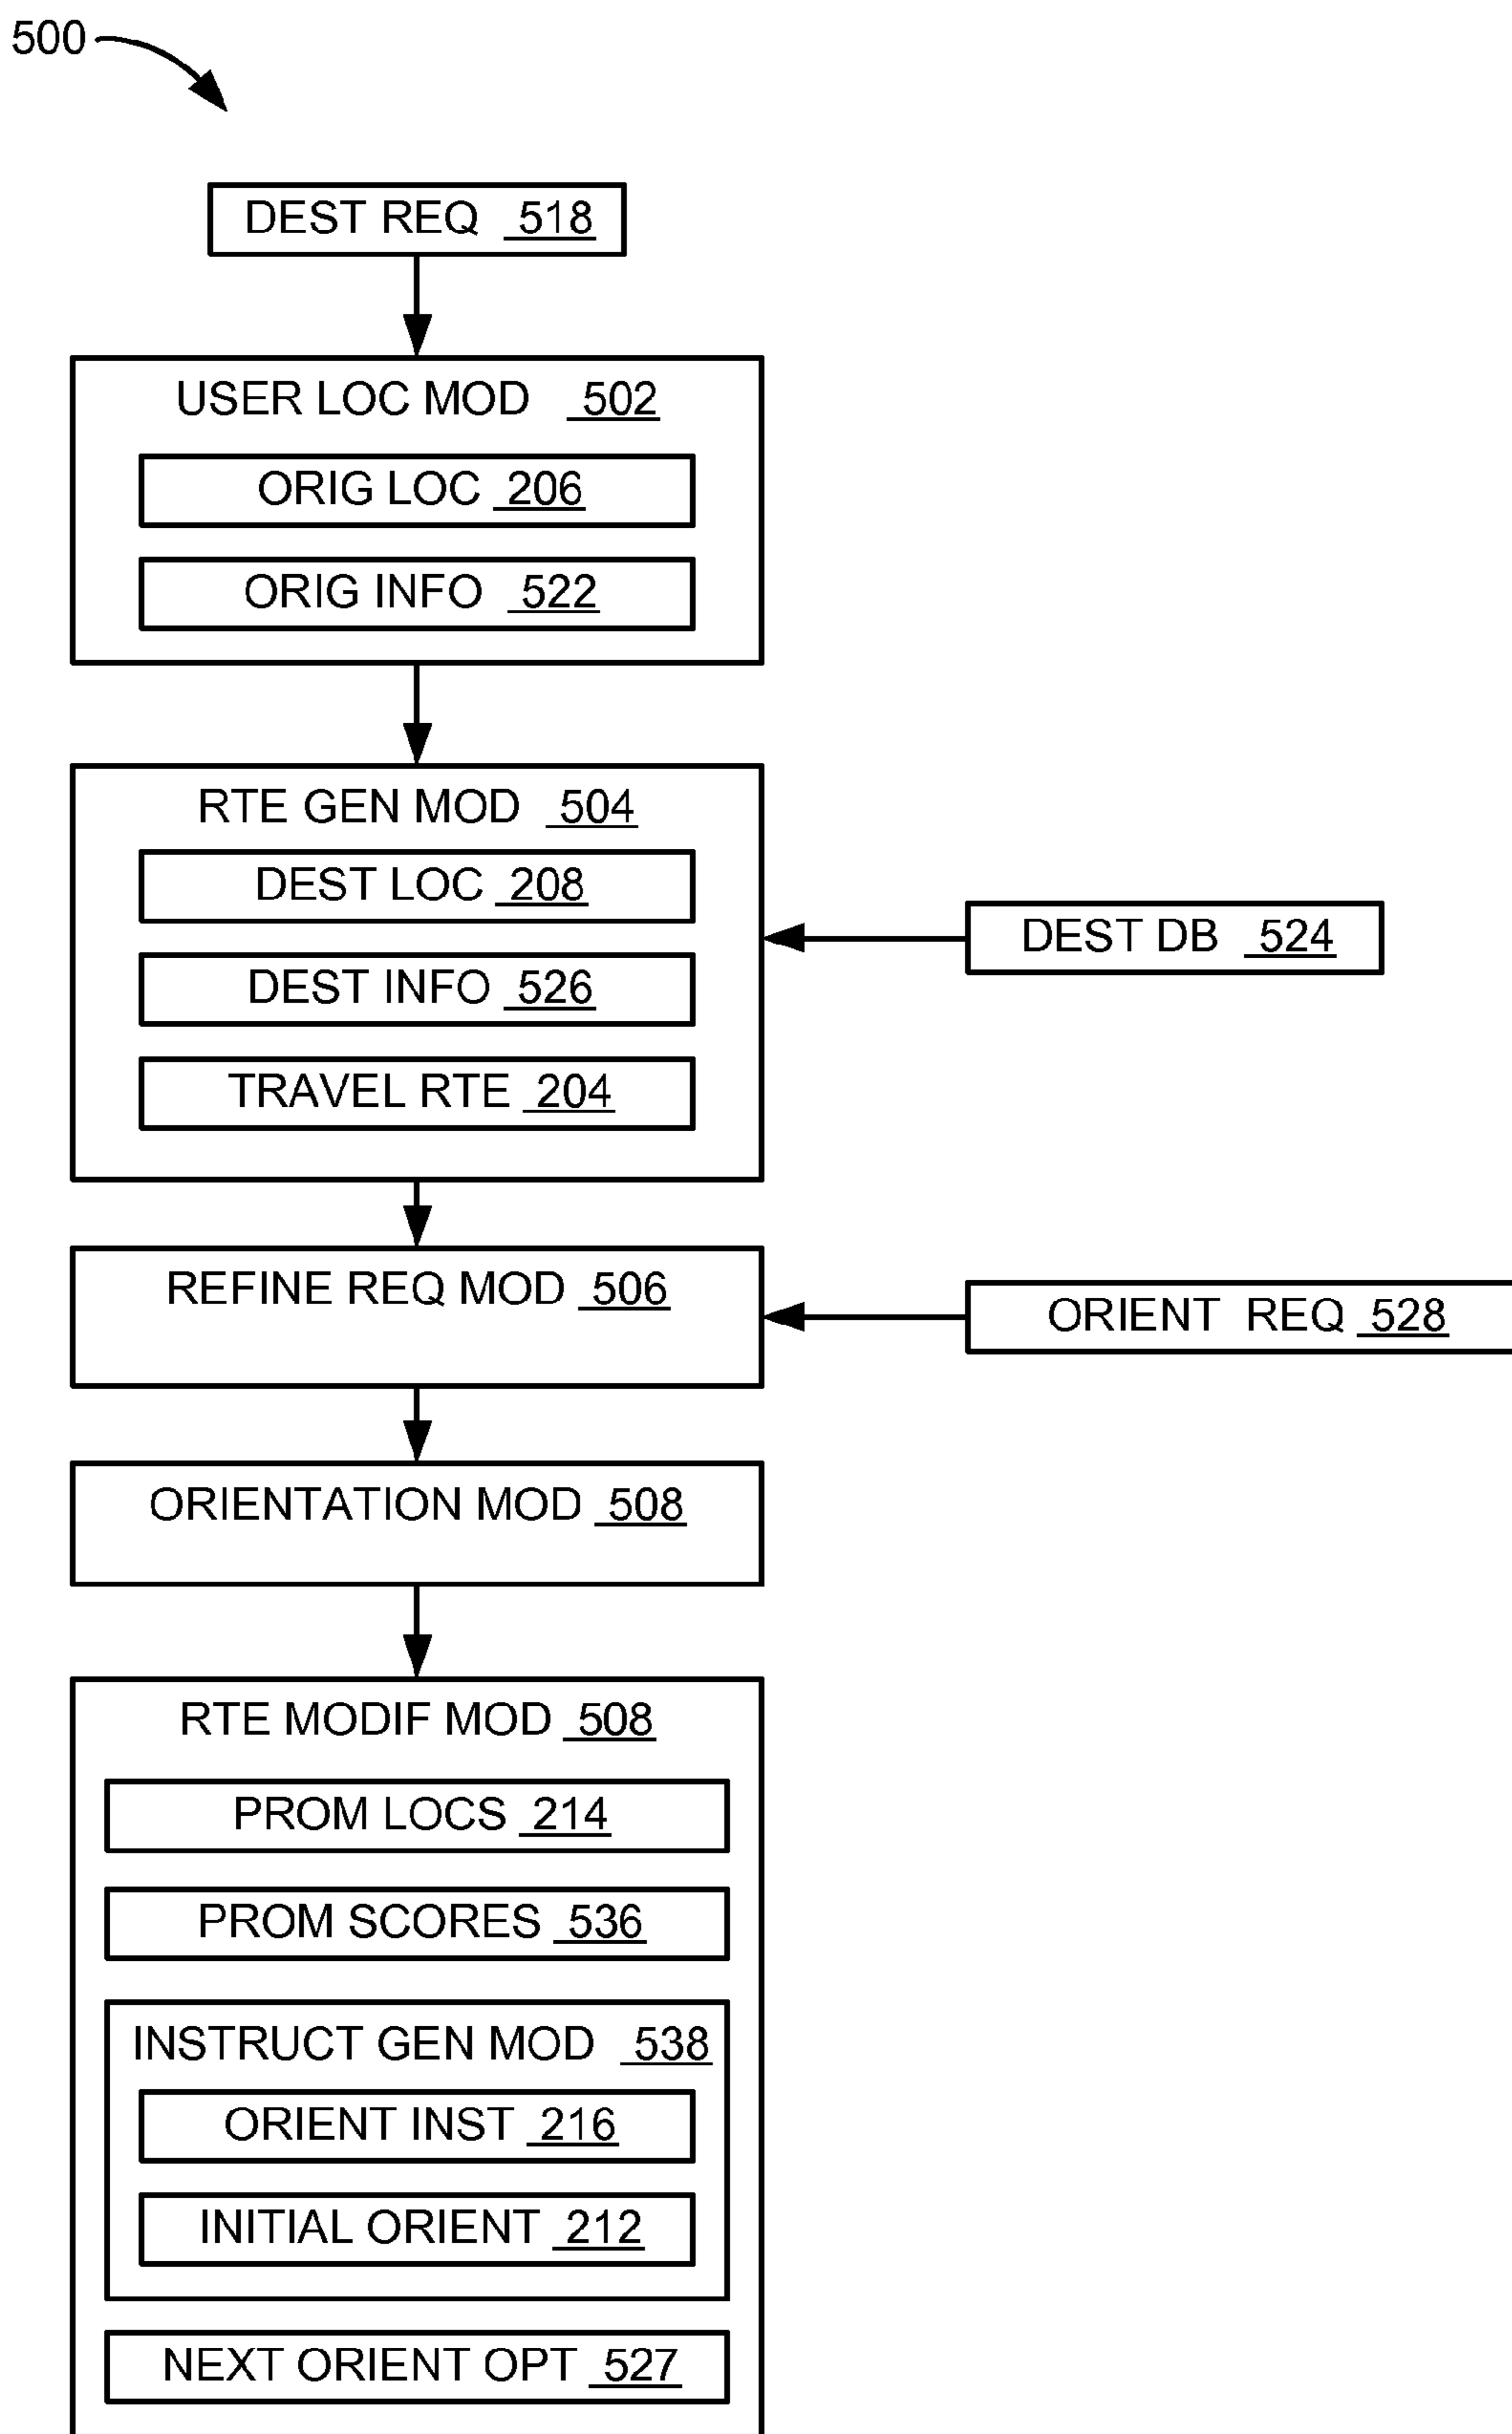 500
DEST REQ 518
USER LOC MOD 502
ORIG LOC 206
ORIG INFO 522
RTE GEN MOD 504
DEST LOC 208
DEST INFO 526
TRAVEL RTE 204
DEST DB 524
REFINE REQ MOD 506
ORIENT REQ 528
ORIENTATION MOD 508
RTE MODIF MOD 508
PROM LOCS 214
PROM SCORES 536
INSTRUCT GEN MOD 538
ORIENT INST 216
INITIAL ORIENT 212
NEXT ORIENT OPT 527